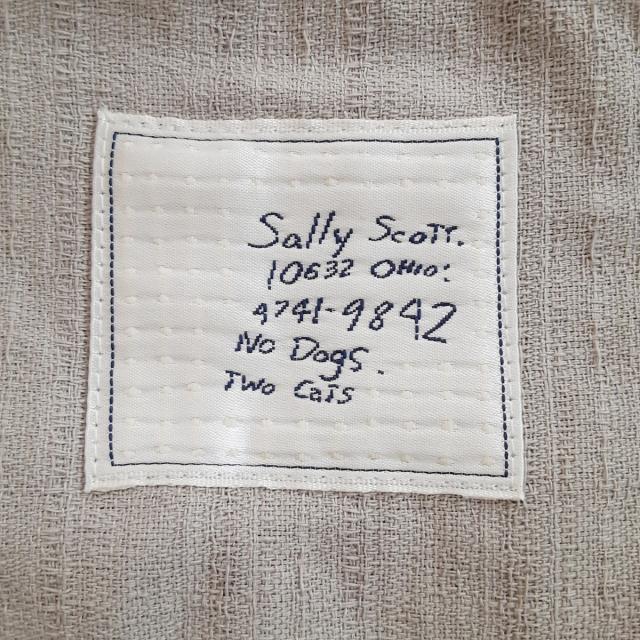 Sally Scott.
10632 OHIO:
4741-9842
No Dogs.
Two Cats